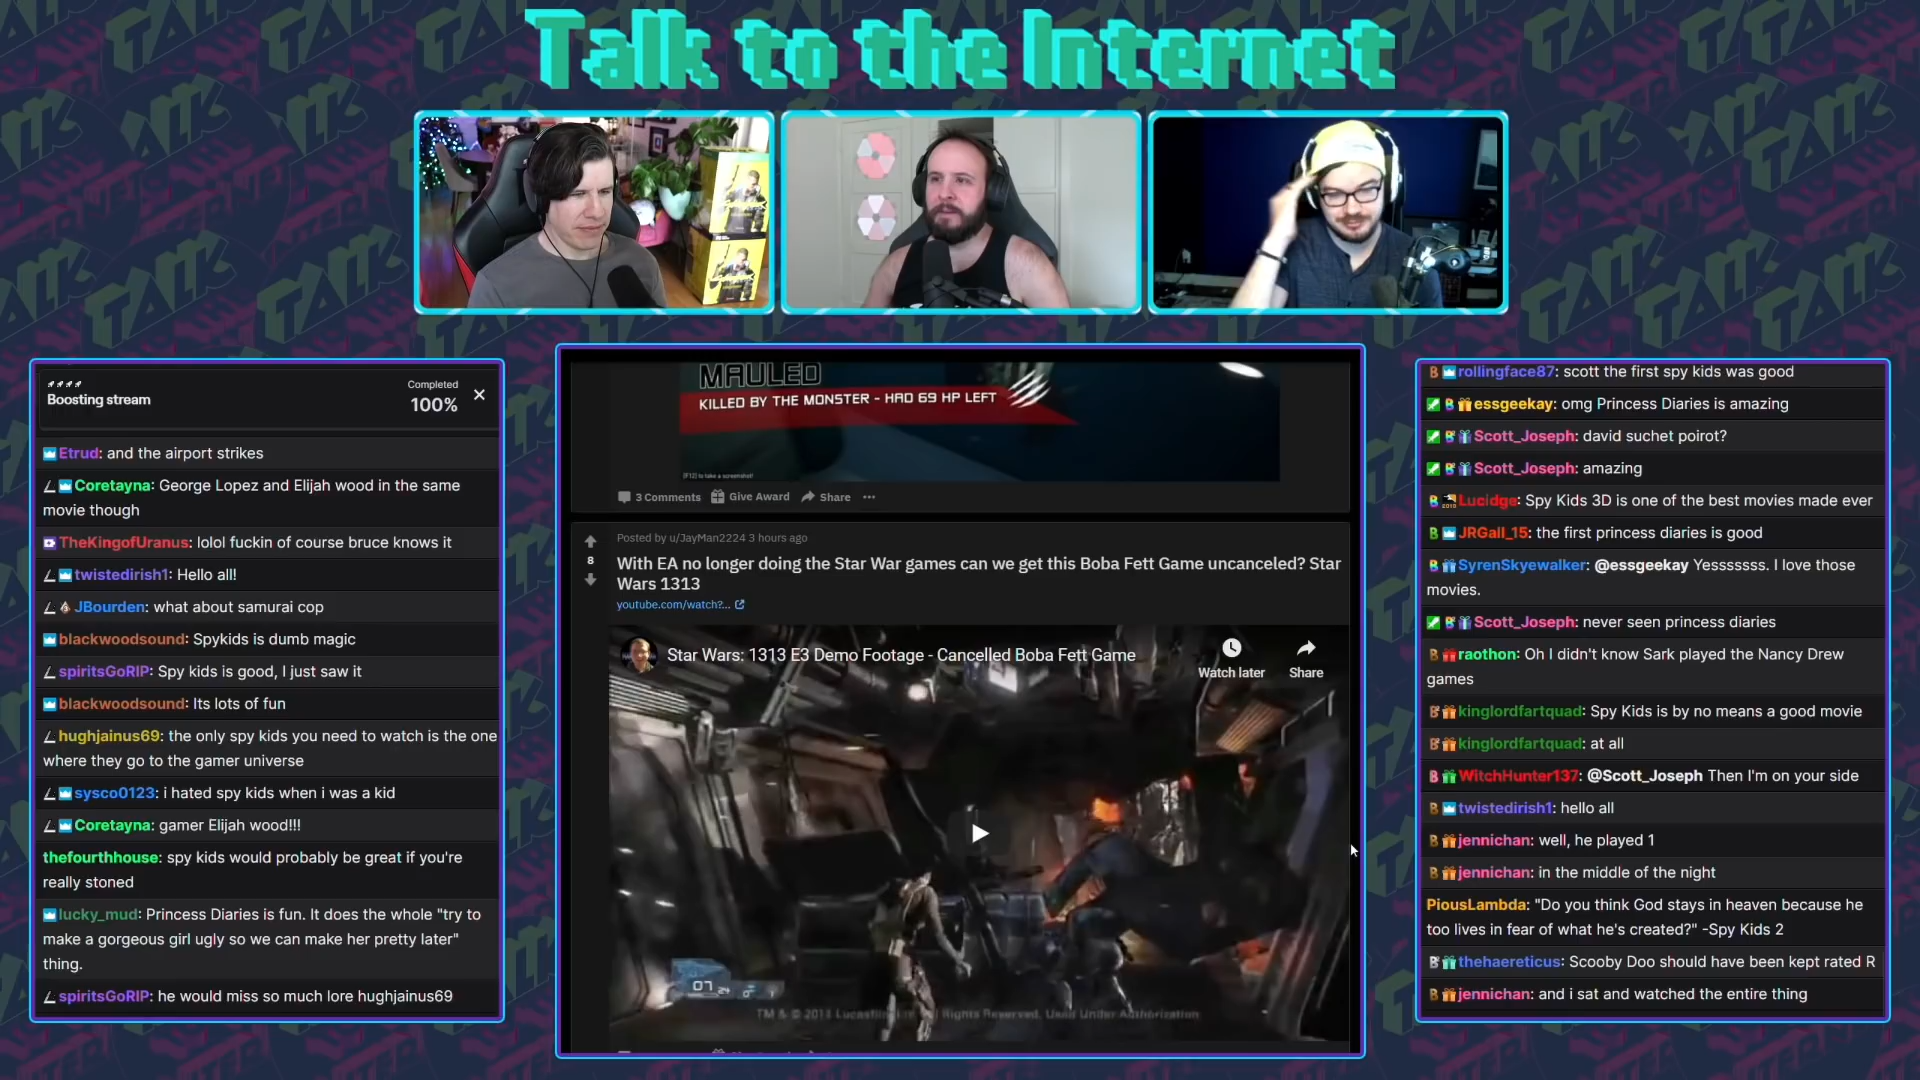 Talk to the Internet
Boosting stream
Completed
100%
Etrud: and the airport strikes
Coretayna: George Lopez and Elijah wood in the same
movie though
TheKingofUranus: lolol fuckin of course bruce knows it
twistedirish1: Hello all!
JBourden: what about samurai cop
blackwoodsound: Spykids is dumb magic
spiritsGoRIP: Spy kids is good, I just saw it
blackwoodsound: Its lots of fun
hughjainus69: the only spy kids you need to watch is the one
where they go to the gamer universe
sysco0123: i hated spy kids when i was a kid
Coretayna: gamer Elijah wood!!!
thefourthhouse: spy kids would probably be great if you're
really stoned
lucky_mud: Princess Diaries is fun. It does the whole "try to
make a gorgeous girl ugly so we can make her pretty later"
thing.
spiritsGoRIP: he would miss so much lore hughjainus69
MAULED
KILLED BY THE MONSTER - HAD 69 HP LEFT
[F12] to take a screenshot!
3 Comments Give Award Share
Posted by u/JayMan2224 3 hours ago
8
With EA no longer doing the Star War games can we get this Boba Fett Game uncanceled? Star
Wars 1313
youtube.com/watch?...
Star Wars: 1313 E3 Demo Footage - Cancelled Boba Fett Game
Watch later
Share
07
TM & © 2013 Lucasfilm Ltd. All Rights Reserved. Used Under Authorization
rollingface87: scott the first spy kids was good
essgeekay: omg Princess Diaries is amazing
Scott_Joseph: david suchet poirot?
Scott_Joseph: amazing
Lucidge: Spy Kids 3D is one of the best movies made ever
JRGall_15: the first princess diaries is good
SyrenSkyewalker: @essgeekay Yesssssss. I love those
movies.
Scott_Joseph: never seen princess diaries
raothon: Oh I didn't know Sark played the Nancy Drew
games
kinglordfartquad: Spy Kids is by no means a good movie
kinglordfartquad: at all
WitchHunter137: @Scott_Joseph Then I'm on your side
twistedirish1: hello all
jennichan: well, he played 1
jennichan: in the middle of the night
PiousLambda: "Do you think God stays in heaven because he
too lives in fear of what he's created?" -Spy Kids 2
thehaereticus: Scooby Doo should have been kept rated R
jennichan: and i sat and watched the entire thing